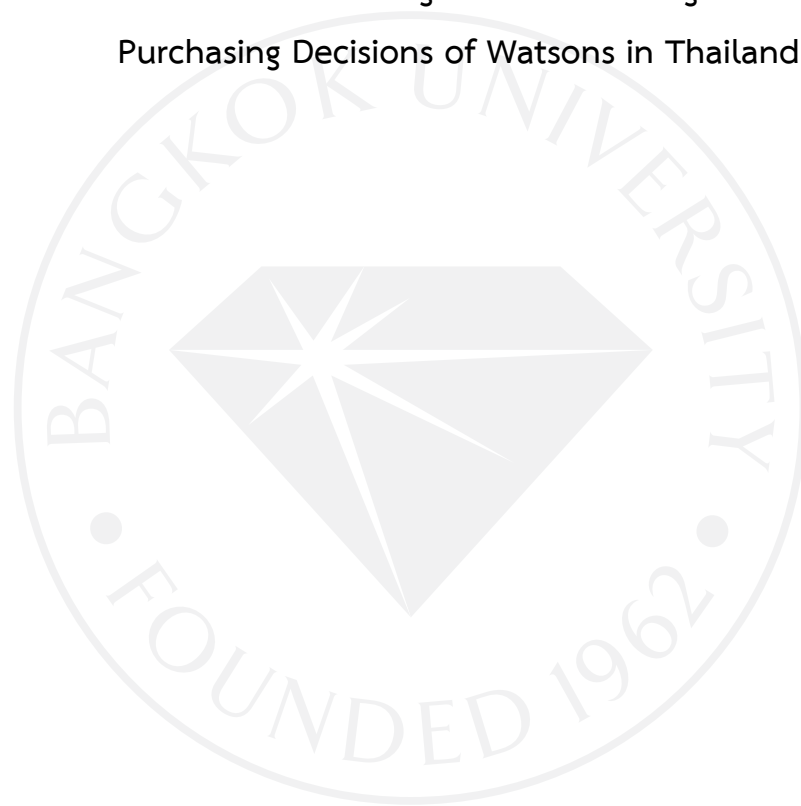 Purchasing Decisions of Watsons in Thailand
BANGKOK UNIVERSITY
FOUNDED 1962